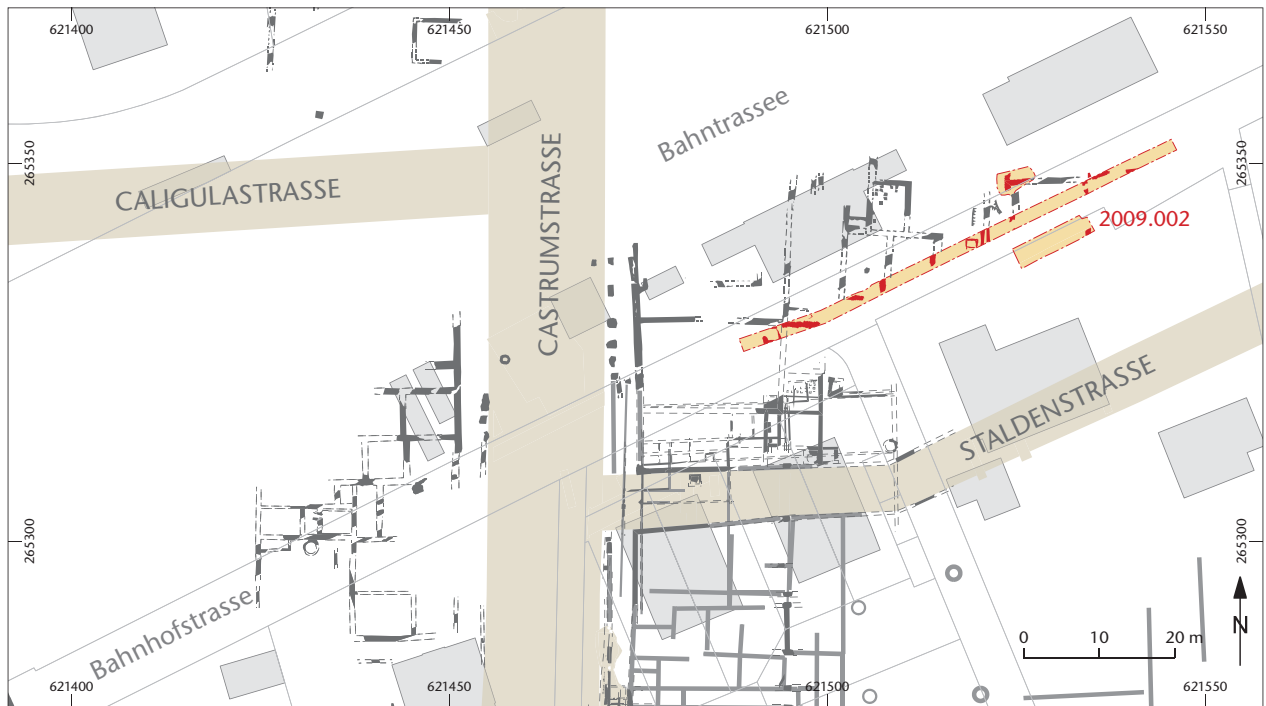 621400
621450
621500
621550
Bahntrassee
265350
265350
CALIGULASTRASSE
CASTRUMSTRASSE
2009.002
STALDENSTRASSE
265300
265300
Bahnhofstrasse
N
0 10 20 m
621400
621450
621500
621550